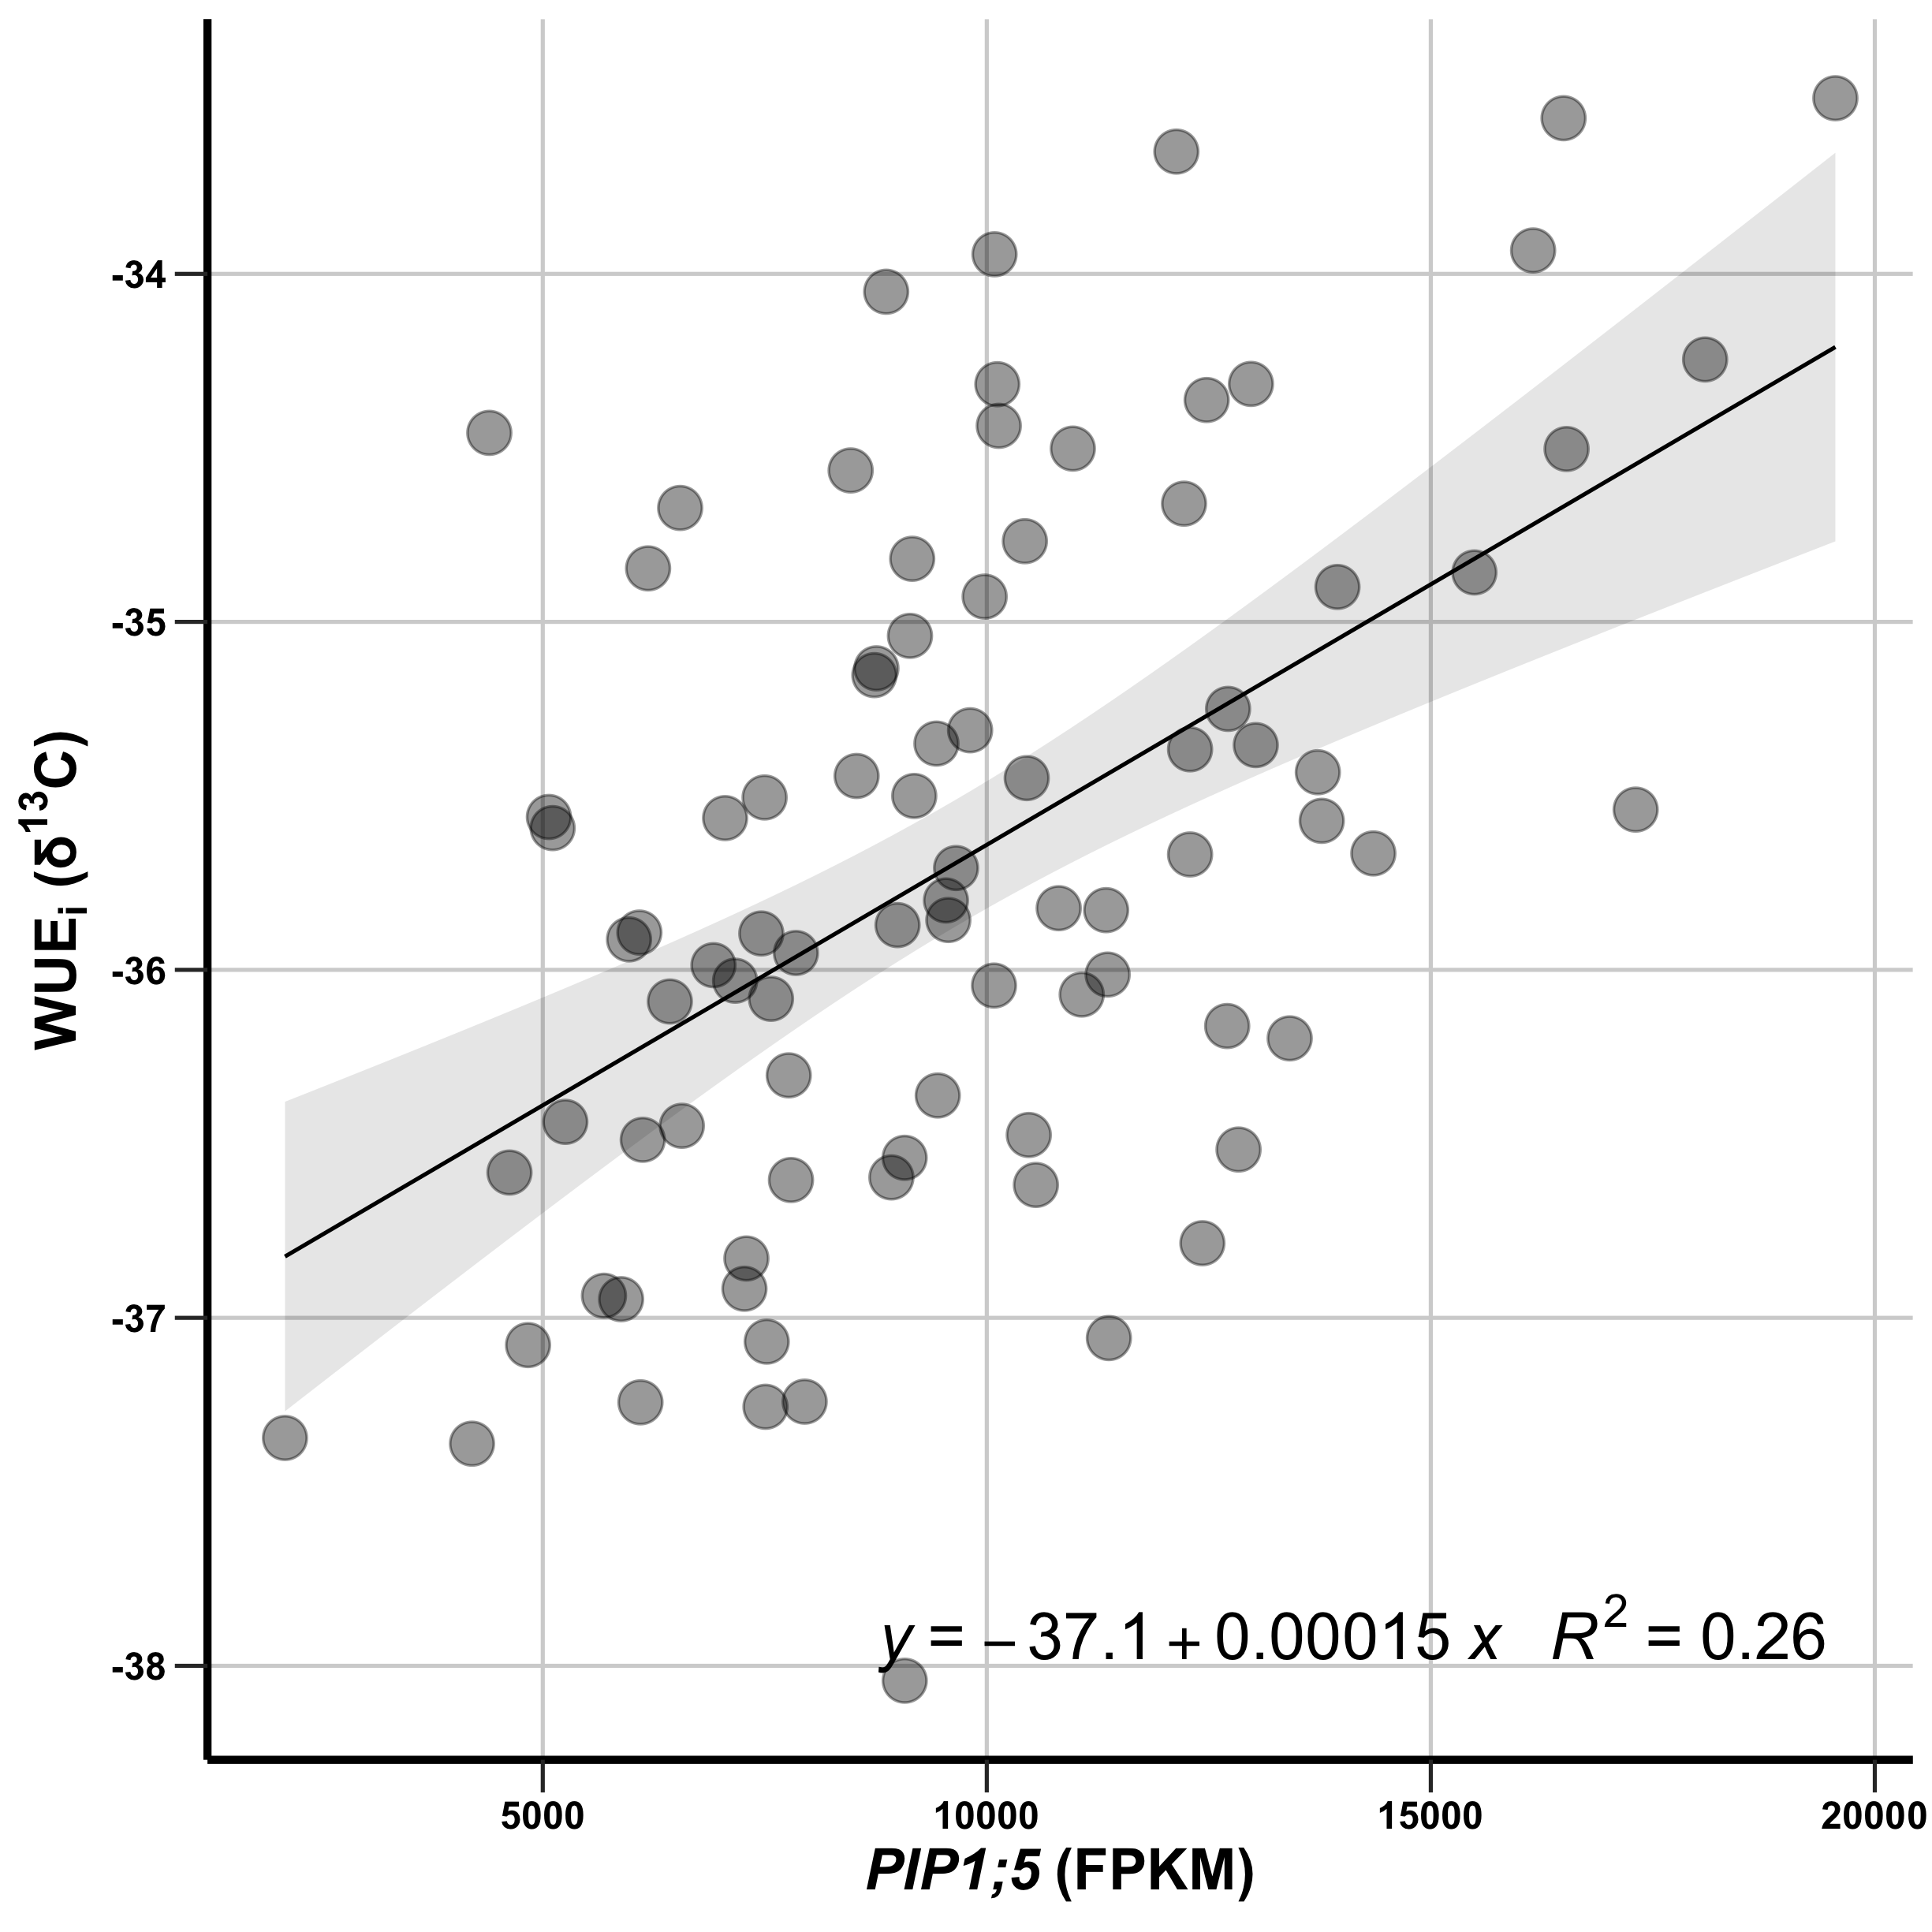 WUEi (δ¹³C)
-34
-35
-36
-37
-38
y = −37.1 + 0.00015 x R² = 0.26
5000 10000 15000 20000
PIP1;5 (FPKM)